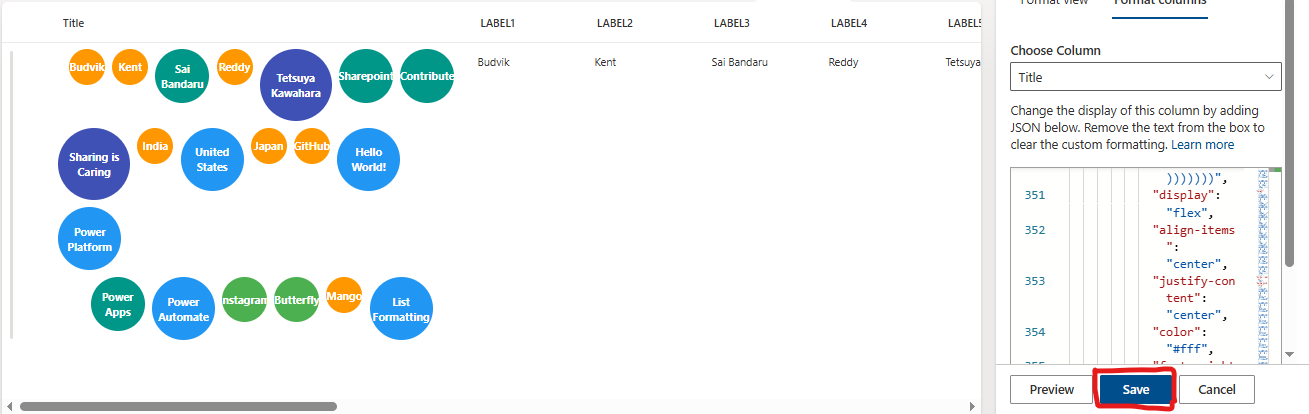 Format view Format columns
Title LABEL1 LABEL2 LABEL3 LABEL4 LABEL5
Budvik Kent Sai Bandaru Reddy Tetsuya
Budvik
Kent
Sai
Bandaru
Reddy
Tetsuya
Kawahara
Sharepoint
Contribute
Sharing is
Caring
India
United
States
Japan
GitHub
Hello
World!
Power
Platform
Power
Apps
Power
Automate
nstagram
Butterfly
Mango
List
Formatting
Choose Column
Title
Change the display of this column by adding
JSON below. Remove the text from the box to
clear the custom formatting. Learn more
)))))))",
351 "display":
"flex",
352 "align-items
":
"center",
353 "justify-con
tent":
"center",
354 "color":
"#fff",
Preview Save Cancel